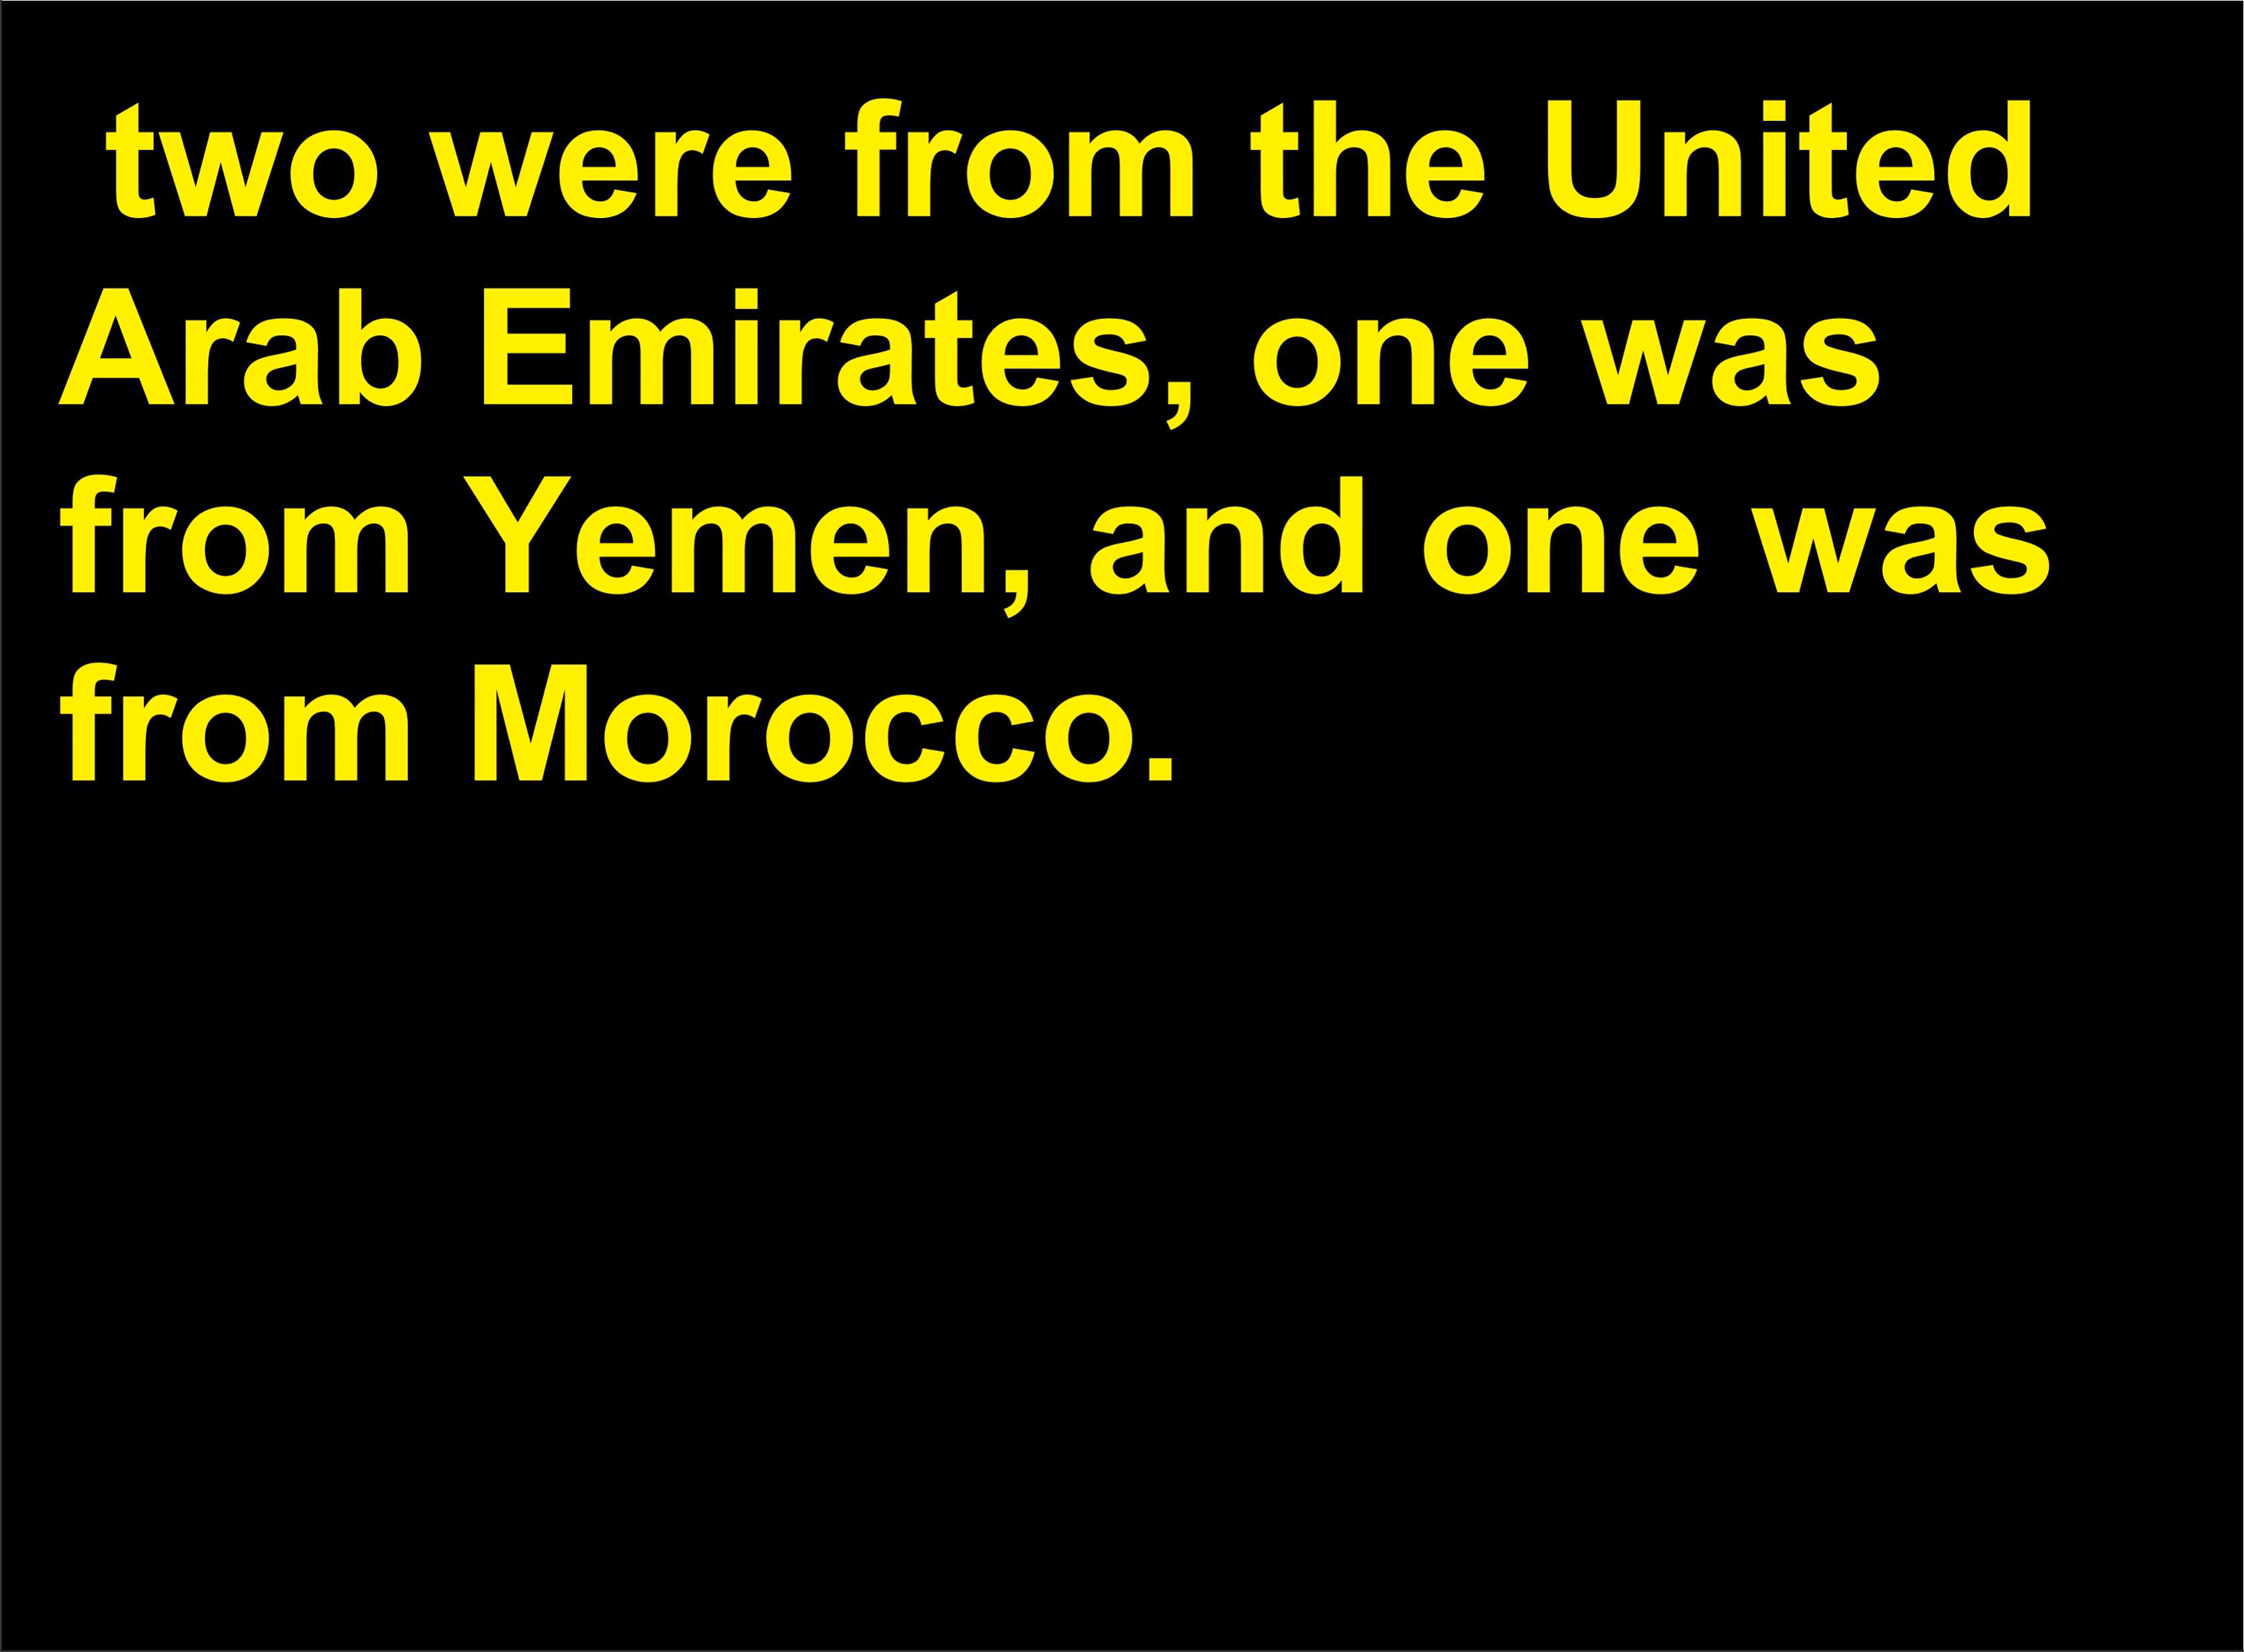 two were from the United
Arab Emirates, one was
from Yemen, and one was
from Morocco.